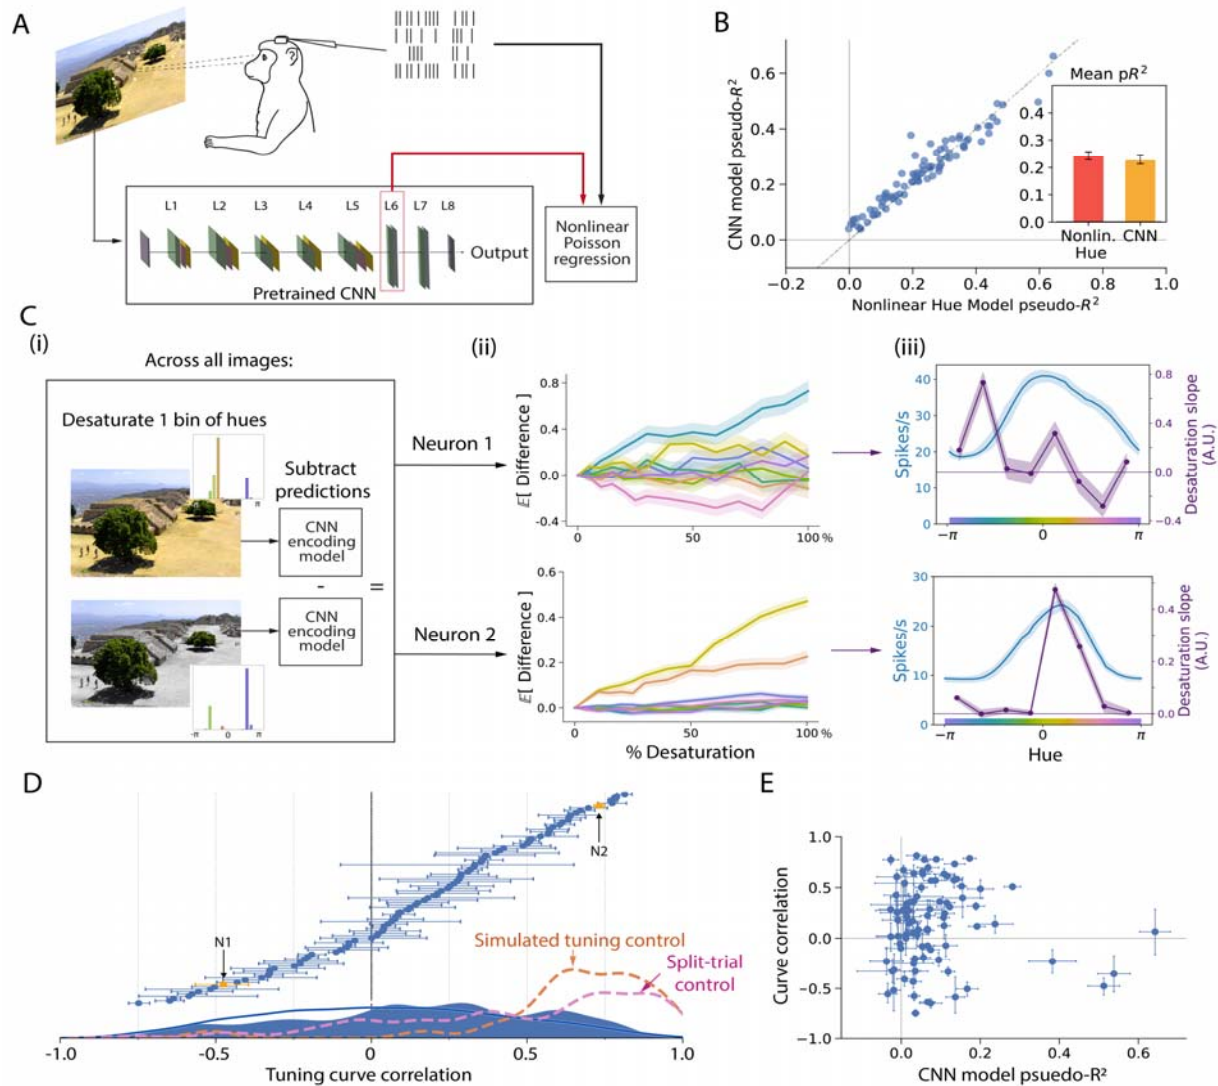 A
L1 L2 L3 L4 L5 L6 L7 L8
Output
Pretrained CNN
Nonlinear
Poisson
regression
B
CNN model pseudo-R²
0.6
0.4
0.2
0.0
−0.2 0.0 0.2 0.4 0.6 0.8 1.0
Nonlinear Hue Model pseudo-R²
Mean pR²
0.4
0.3
0.2
0.1
0.0
Nonlin. CNN
Hue
C
(i)
Across all images:
Desaturate 1 bin of hues
π
Subtract
predictions
CNN
encoding
model
-
=
CNN
encoding
model
-π 0 π
Neuron 1
Neuron 2
(ii)
𝔼[ Difference ]
0.8
0.4
0.0
-0.4
0 50 100 %
𝔼[ Difference ]
0.6
0.4
0.2
0.0
0 50 100 %
% Desaturation
(iii)
Spikes/s
40
30
20
10
0
−π 0 π
0.8
0.4
0.0
−0.4
Desaturation slope
(A.U.)
Spikes/s
30
20
10
0
−π 0 π
0.4
0.2
0.0
Desaturation slope
(A.U.)
Hue
D
N1
N2
Simulated tuning control
Split-trial
control
-1.0 -0.5 0 0.5 1.0
Tuning curve correlation
E
Curve correlation
1.0
0.5
0.0
−0.5
−1.0
0.0 0.2 0.4 0.6
CNN model psuedo-R²